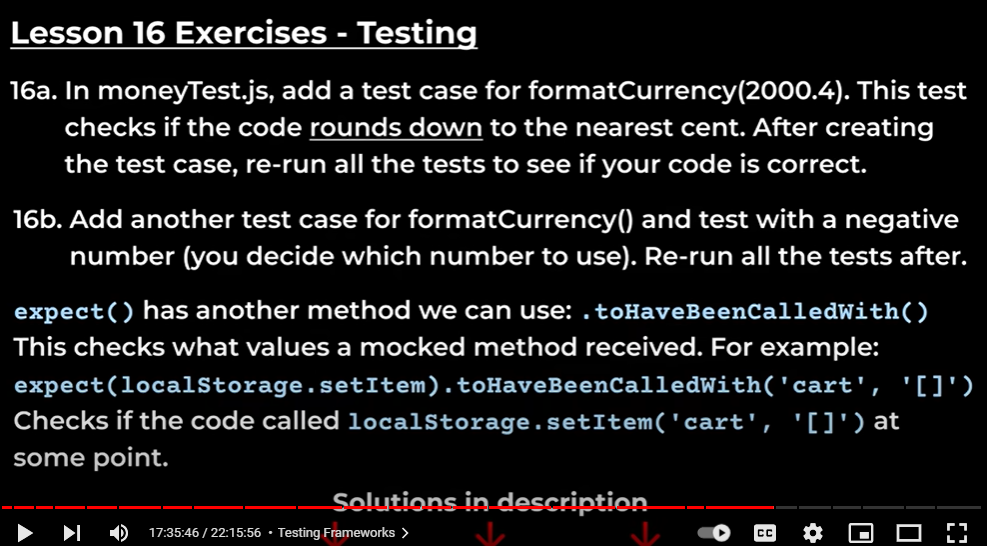 Lesson 16 Exercises - Testing
16a. In moneyTest.js, add a test case for formatCurrency(2000.4). This test
checks if the code rounds down to the nearest cent. After creating
the test case, re-run all the tests to see if your code is correct.
16b. Add another test case for formatCurrency() and test with a negative
number (you decide which number to use). Re-run all the tests after.
expect() has another method we can use: .toHaveBeenCalledWith()
This checks what values a mocked method received. For example:
expect(localStorage.setItem).toHaveBeenCalledWith('cart', '[]')
Checks if the code called localStorage.setItem('cart', '[]') at
some point.
Solutions in description
17:35:46 / 22:15:56 • Testing Frameworks
CC